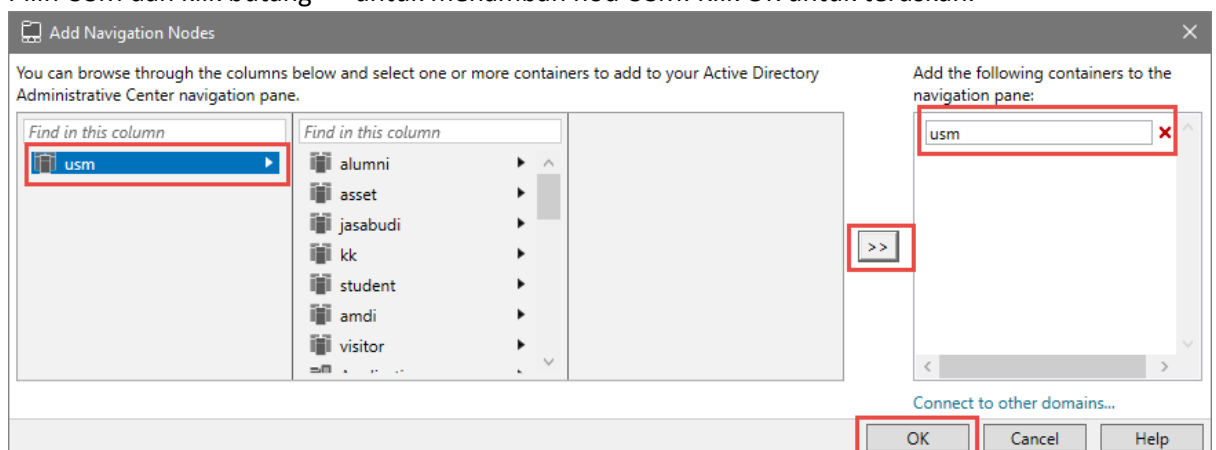 Add Navigation Nodes
You can browse through the columns below and select one or more containers to add to your Active Directory
Administrative Center navigation pane.
Add the following containers to the
navigation pane:
Find in this column
usm
Find in this column
alumni
asset
jasabudi
kk
student
amdi
visitor
>>
usm
Connect to other domains...
OK
Cancel
Help